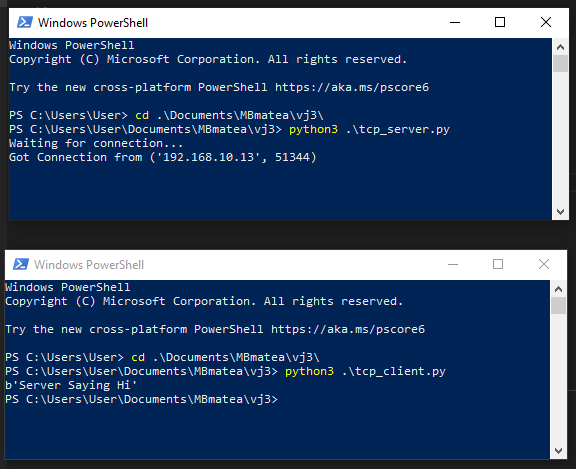 Windows PowerShell
Windows PowerShell
Copyright (C) Microsoft Corporation. All rights reserved.
Try the new cross-platform PowerShell https://aka.ms/pscore6
PS C:\Users\User> cd .\Documents\MBmatea\vj3\
PS C:\Users\User\Documents\MBmatea\vj3> python3 .\tcp_server.py
Waiting for connection...
Got Connection from ('192.168.10.13', 51344)
Windows PowerShell
Windows PowerShell
Copyright (C) Microsoft Corporation. All rights reserved.
Try the new cross-platform PowerShell https://aka.ms/pscore6
PS C:\Users\User> cd .\Documents\MBmatea\vj3\
PS C:\Users\User\Documents\MBmatea\vj3> python3 .\tcp_client.py
b'Server Saying Hi'
PS C:\Users\User\Documents\MBmatea\vj3>